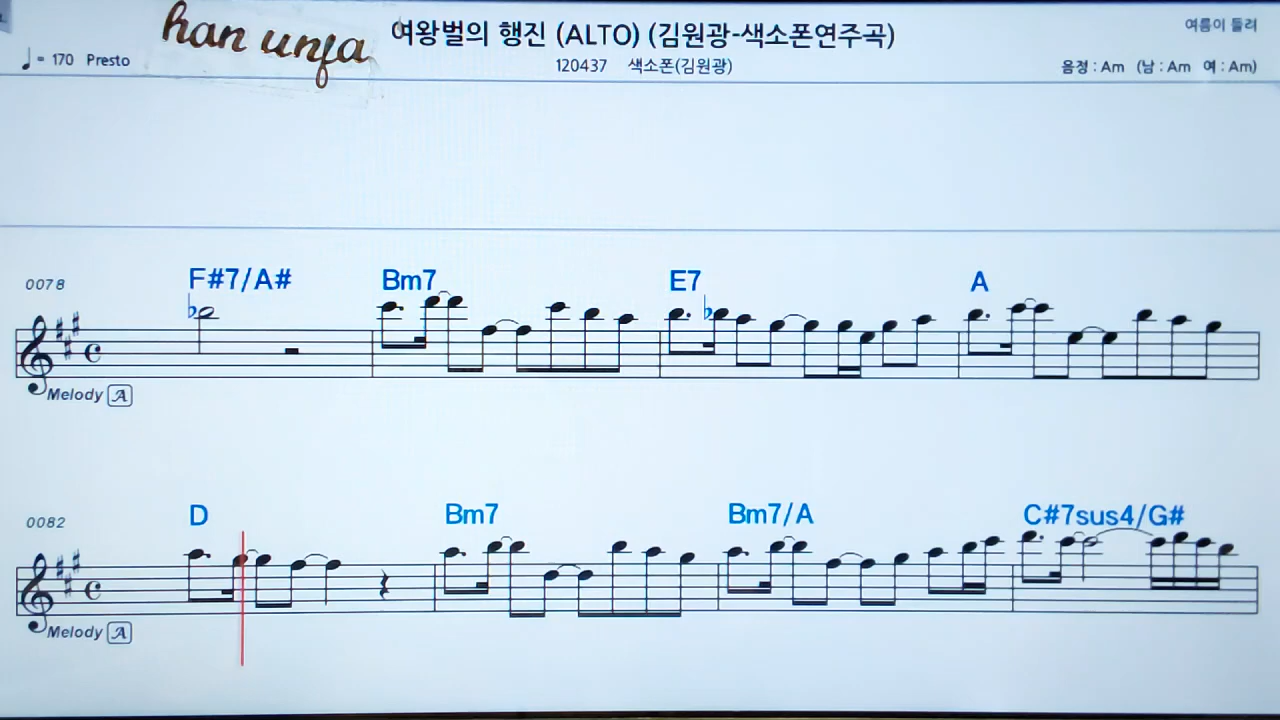 han unfa
여왕벌의 행진 (ALTO) (김원광-색소폰연주곡)
여름이 들려
♩= 170 Presto
120437 색소폰(김원광)
음정 : Am (남 : Am 여 : Am)
0078
F#7/A# Bm7 E7 A
Melody A
0082
D Bm7 Bm7/A C#7sus4/G#
Melody A